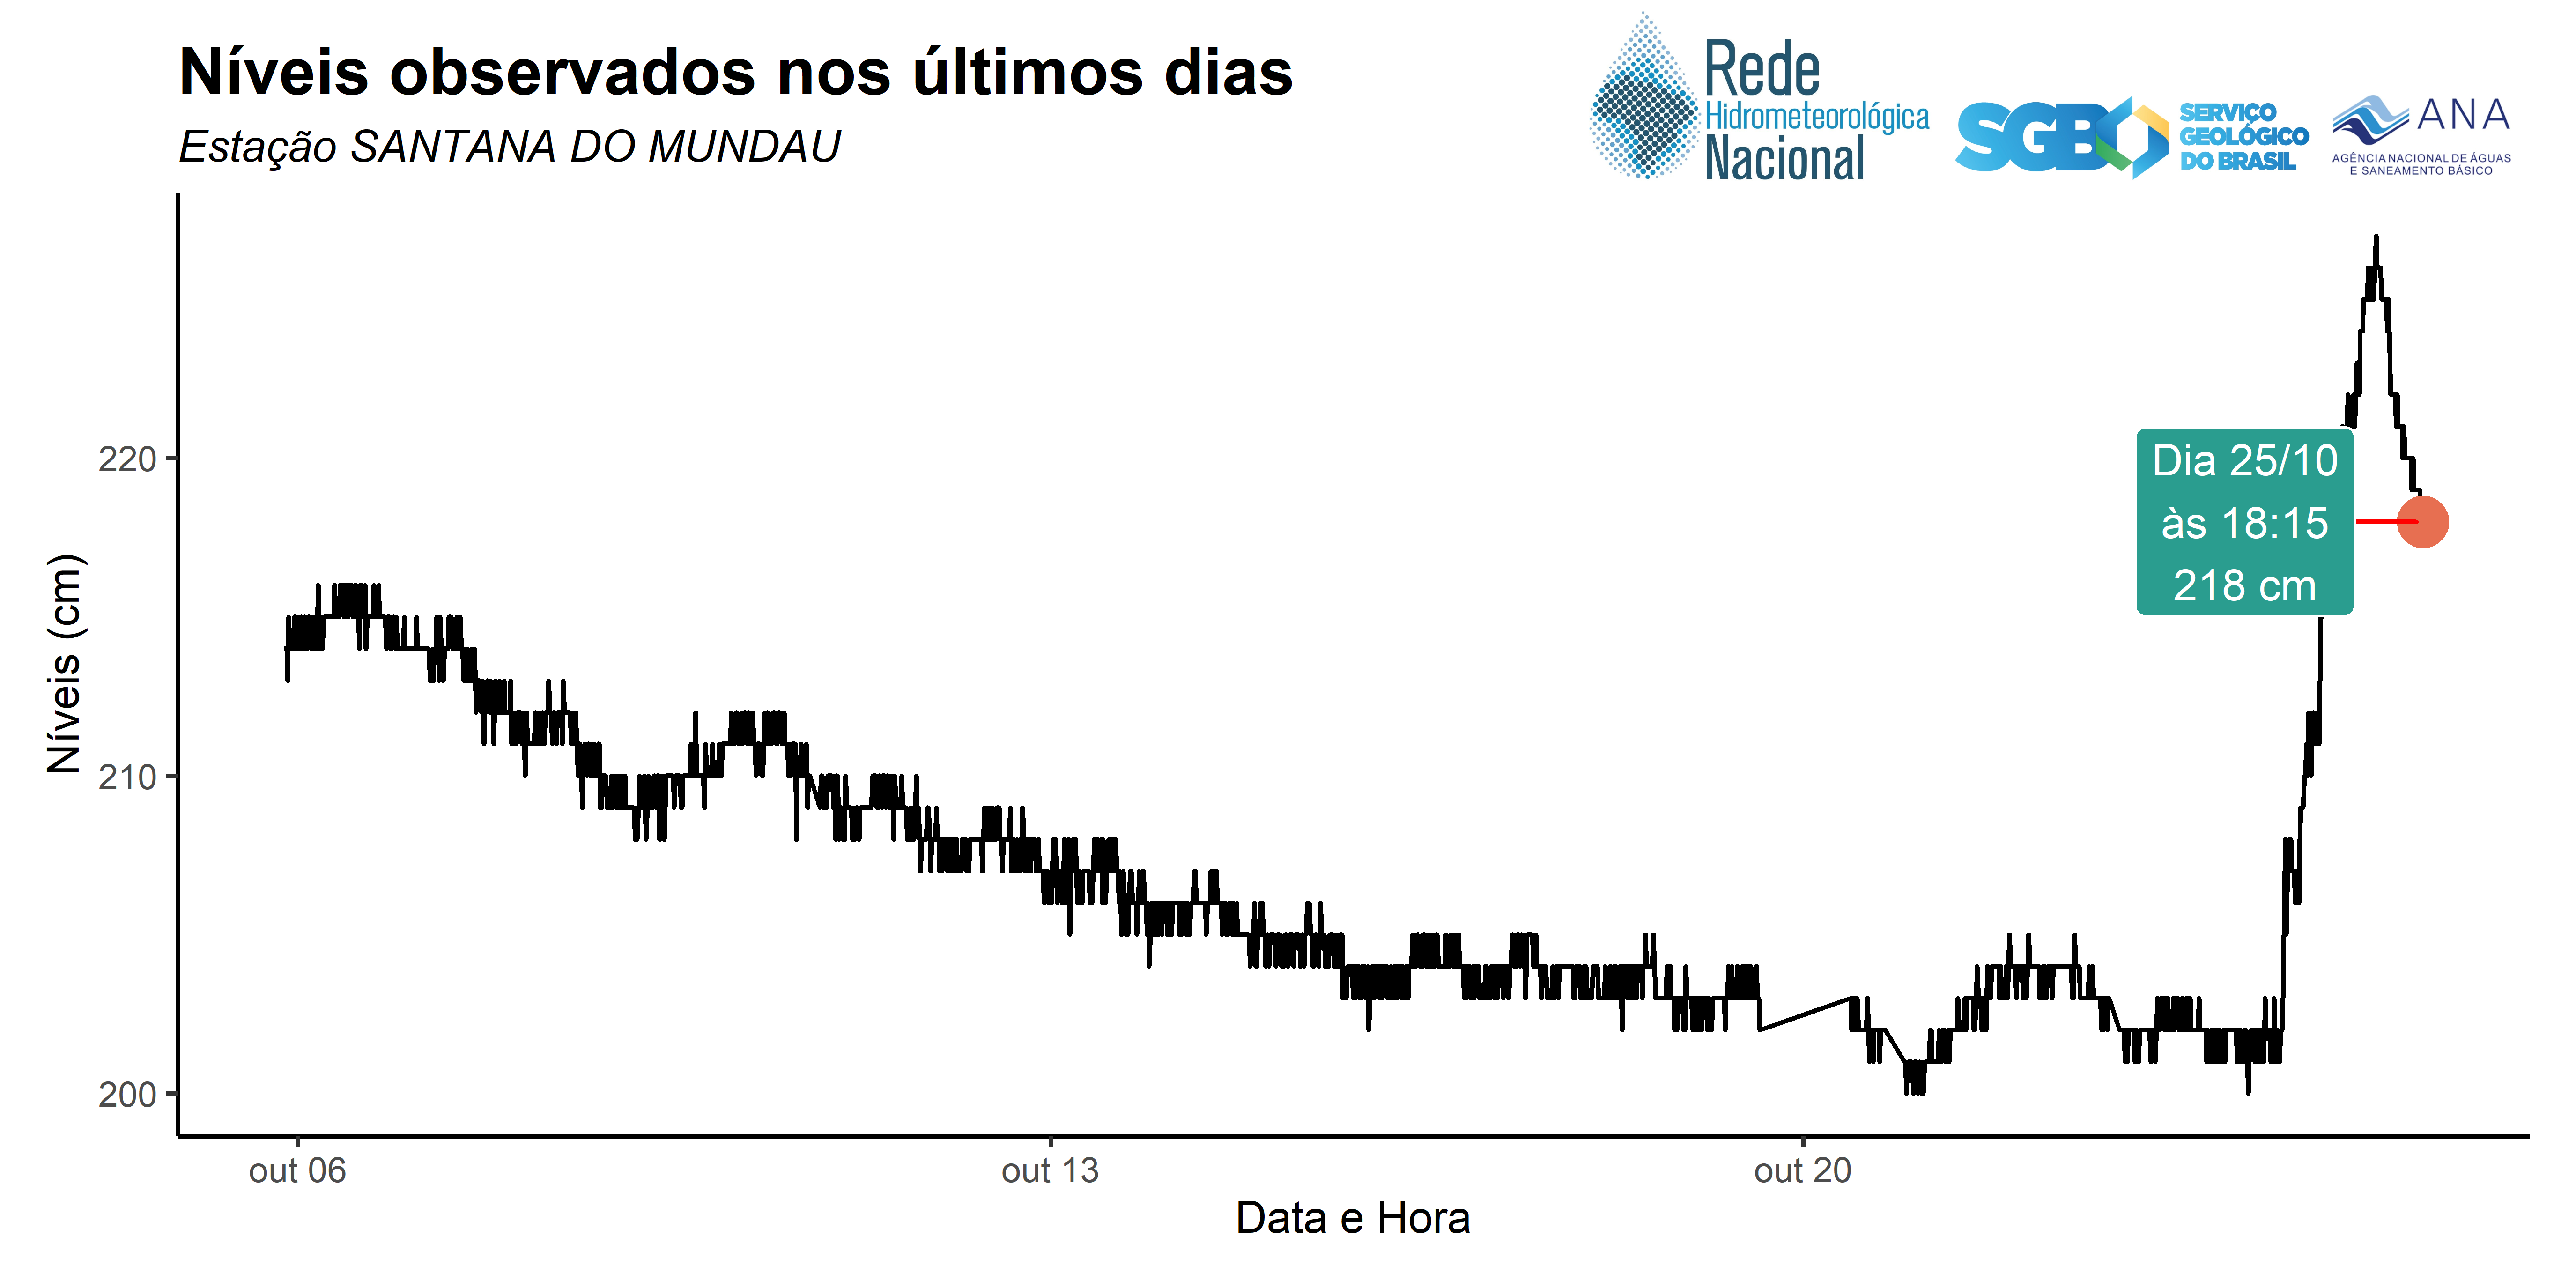 Níveis observados nos últimos dias
Estação SANTANA DO MUNDAU
Rede
Hidrometeorológica
Nacional
SGB
SERVIÇO
GEOLÓGICO
DO BRASIL
ANA
AGÊNCIA NACIONAL DE ÁGUAS
E SANEAMENTO BÁSICO
Níveis (cm)
220
210
200
Dia 25/10
às 18:15
218 cm
out 06
out 13
out 20
Data e Hora